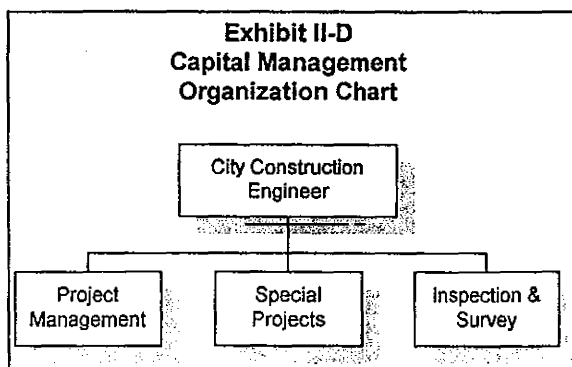 Exhibit II-D
Capital Management
Organization Chart
City Construction
Engineer
Project
Management
Special
Projects
Inspection &
Survey